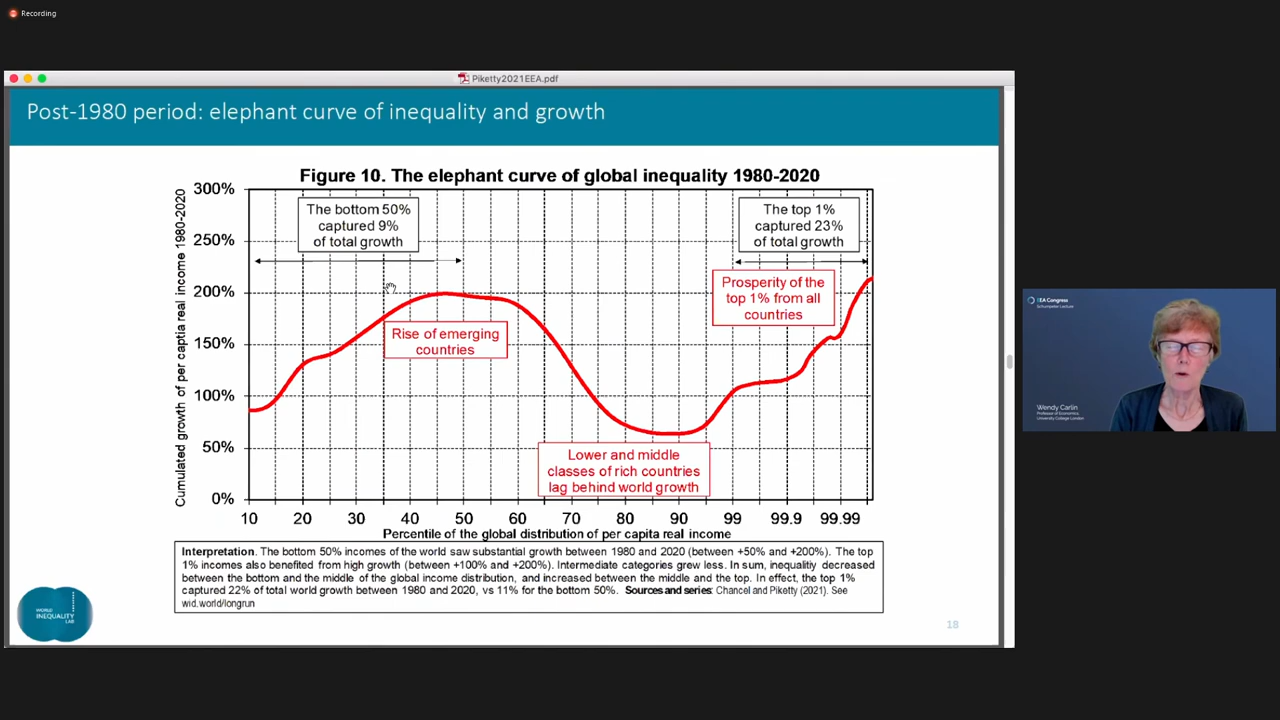 Recording
Piketty2021EEA.pdf
Post-1980 period: elephant curve of inequality and growth
Figure 10. The elephant curve of global inequality 1980-2020
Cumulated growth of per captia real income 1980-2020
300%
250%
200%
150%
100%
50%
0%
The bottom 50%
captured 9%
of total growth
The top 1%
captured 23%
of total growth
Prosperity of the
top 1% from all
countries
Rise of emerging
countries
Lower and middle
classes of rich countries
lag behind world growth
10 20 30 40 50 60 70 80 90 99 99.9 99.99
Percentile of the global distribution of per capita real income
Interpretation. The bottom 50% incomes of the world saw substantial growth between 1980 and 2020 (between +50% and +200%). The top
1% incomes also benefited from high growth (between +100% and +200%). Intermediate categories grew less. In sum, inequalitiy decreased
between the bottom and the middle of the global income distribution, and increased between the middle and the top. In effect, the top 1%
captured 22% of total world growth between 1980 and 2020, vs 11% for the bottom 50%. Sources and series: Chancel and Piketty (2021). See
wid.world/longrun
WORLD
INEQUALITY
LAB
18
EEA Congress
Schumpeter Lecture
Wendy Carlin
Professor of Economics,
University College London